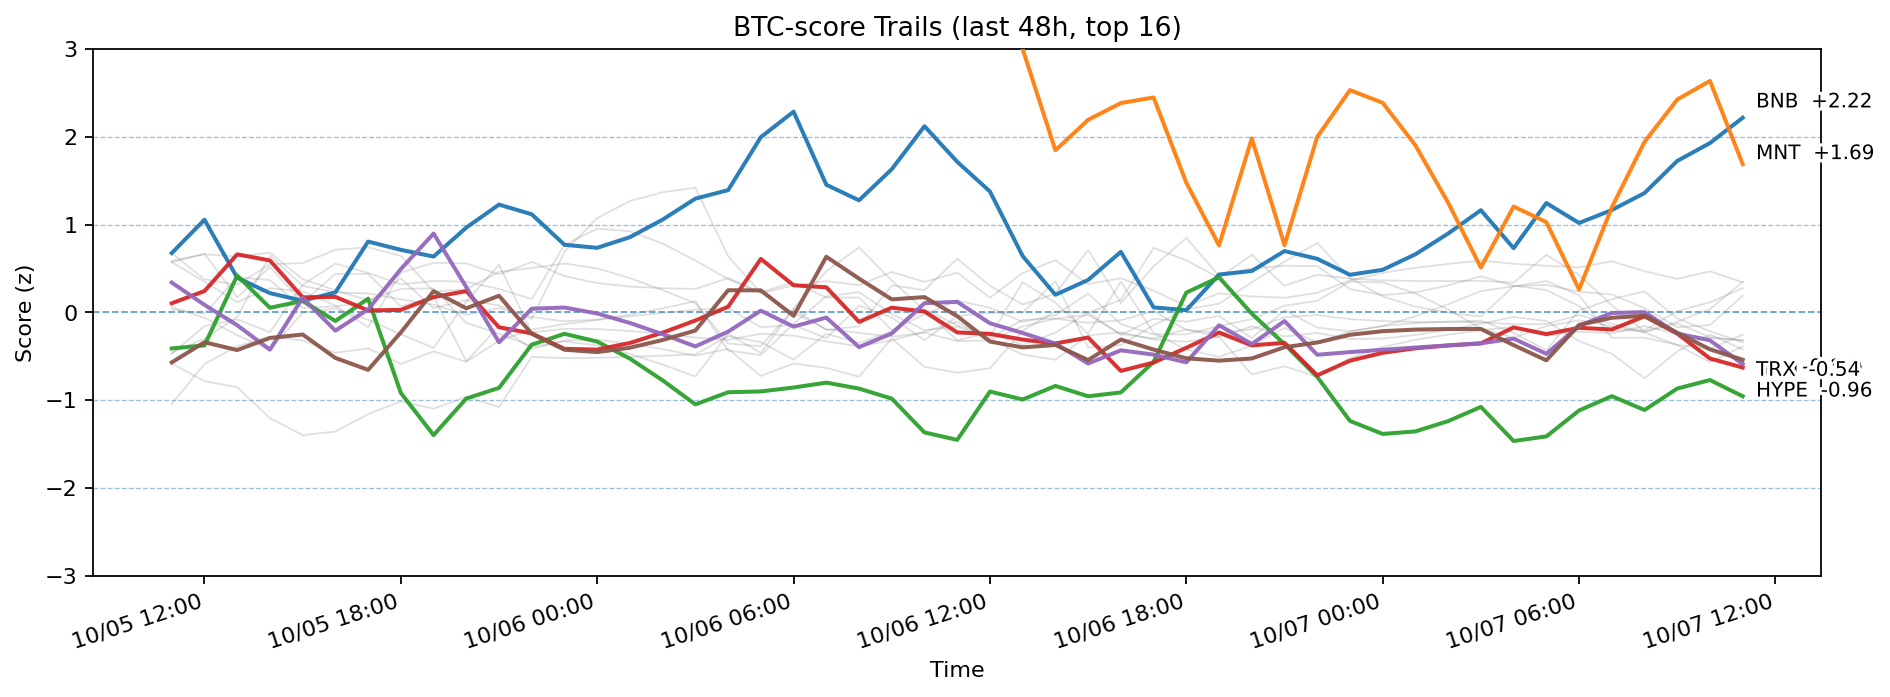 BTC-score Trails (last 48h, top 16)
Score (z)
3
2
1
0
−1
−2
−3
BNB +2.22
MNT +1.69
TRX -0.54
HYPE -0.96
10/05 12:00
10/05 18:00
10/06 00:00
10/06 06:00
10/06 12:00
10/06 18:00
10/07 00:00
10/07 06:00
10/07 12:00
Time